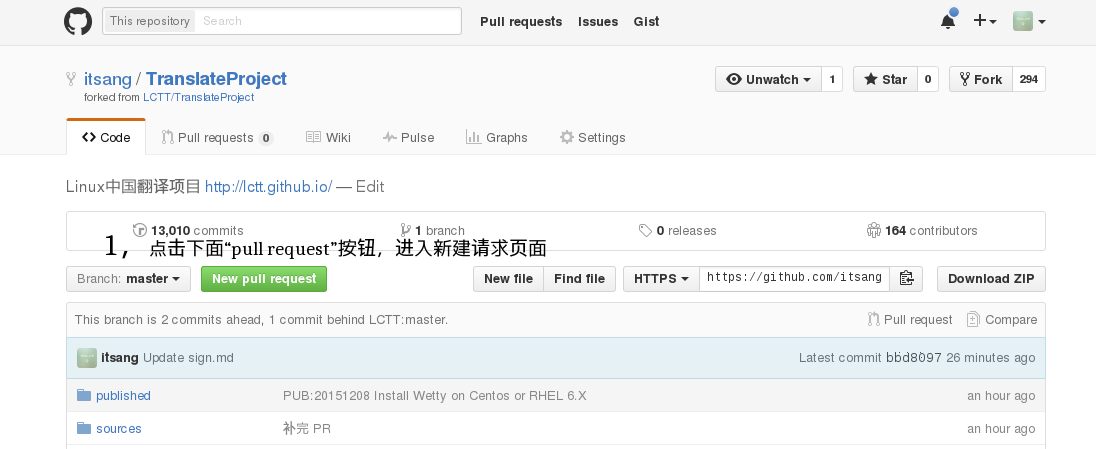 This repository Search Pull requests Issues Gist
itsang / TranslateProject Unwatch 1 Star 0 Fork 294
forked from LCTT/TranslateProject
Code Pull requests 0 Wiki Pulse Graphs Settings
Linux中国翻译项目 http://lctt.github.io/ — Edit
13,010 commits 1 branch 0 releases 164 contributors
1，点击下面“pull request”按钮，进入新建请求页面
Branch: master New pull request New file Find file HTTPS https://github.com/itsang Download ZIP
This branch is 2 commits ahead, 1 commit behind LCTT:master. Pull request Compare
itsang Update sign.md Latest commit bbd8097 26 minutes ago
published PUB:20151208 Install Wetty on Centos or RHEL 6.X an hour ago
sources 补完 PR an hour ago